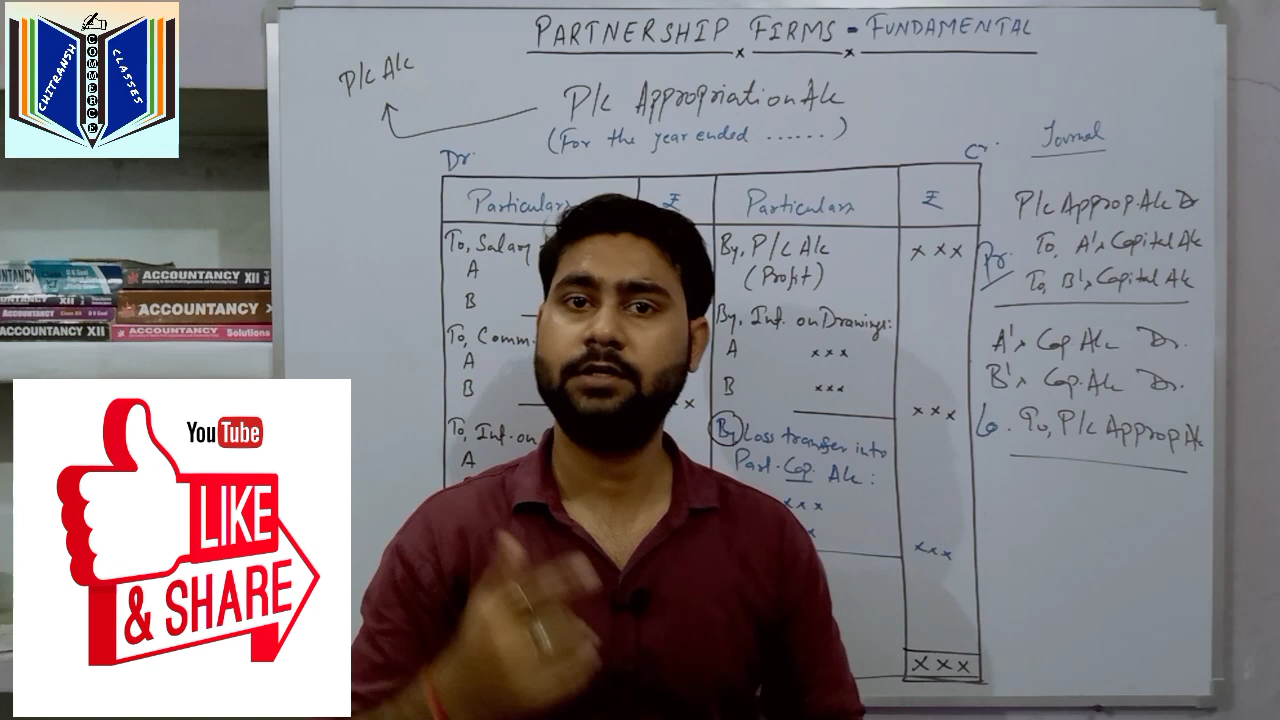 CHITRANSH
COMMERCE
CLASSES
PARTNERSHIP FIRMS - FUNDAMENTAL
P/L A/c
P/L Appropriation A/c
(For the year ended ......)
Dr.
Cr.
Particulars
₹
Particulars
₹
To, Salary
A
B
To, Comm.
A
B
x
To, Int. on
A
By, P/L A/c
(Profit)
x x x
By, Int. on Drawings:
A x x x
B x x x
x x x
By Loss transfer into
Part. Cap. A/c :
x x x
x
x x x
x x x
Journal
P/L Approp. A/c Dr
Pr. To, A's Capital A/c
To, B's Capital A/c
A's Cap A/c Dr.
B's Cap. A/c Dr.
Lo. To, P/L Approp A/c
ACCOUNTANCY XII
ACCOUNTANCY
ACCOUNTANCY XII
ACCOUNTANCY
ACCOUNTANCY Solutions
YouTube
LIKE
& SHARE